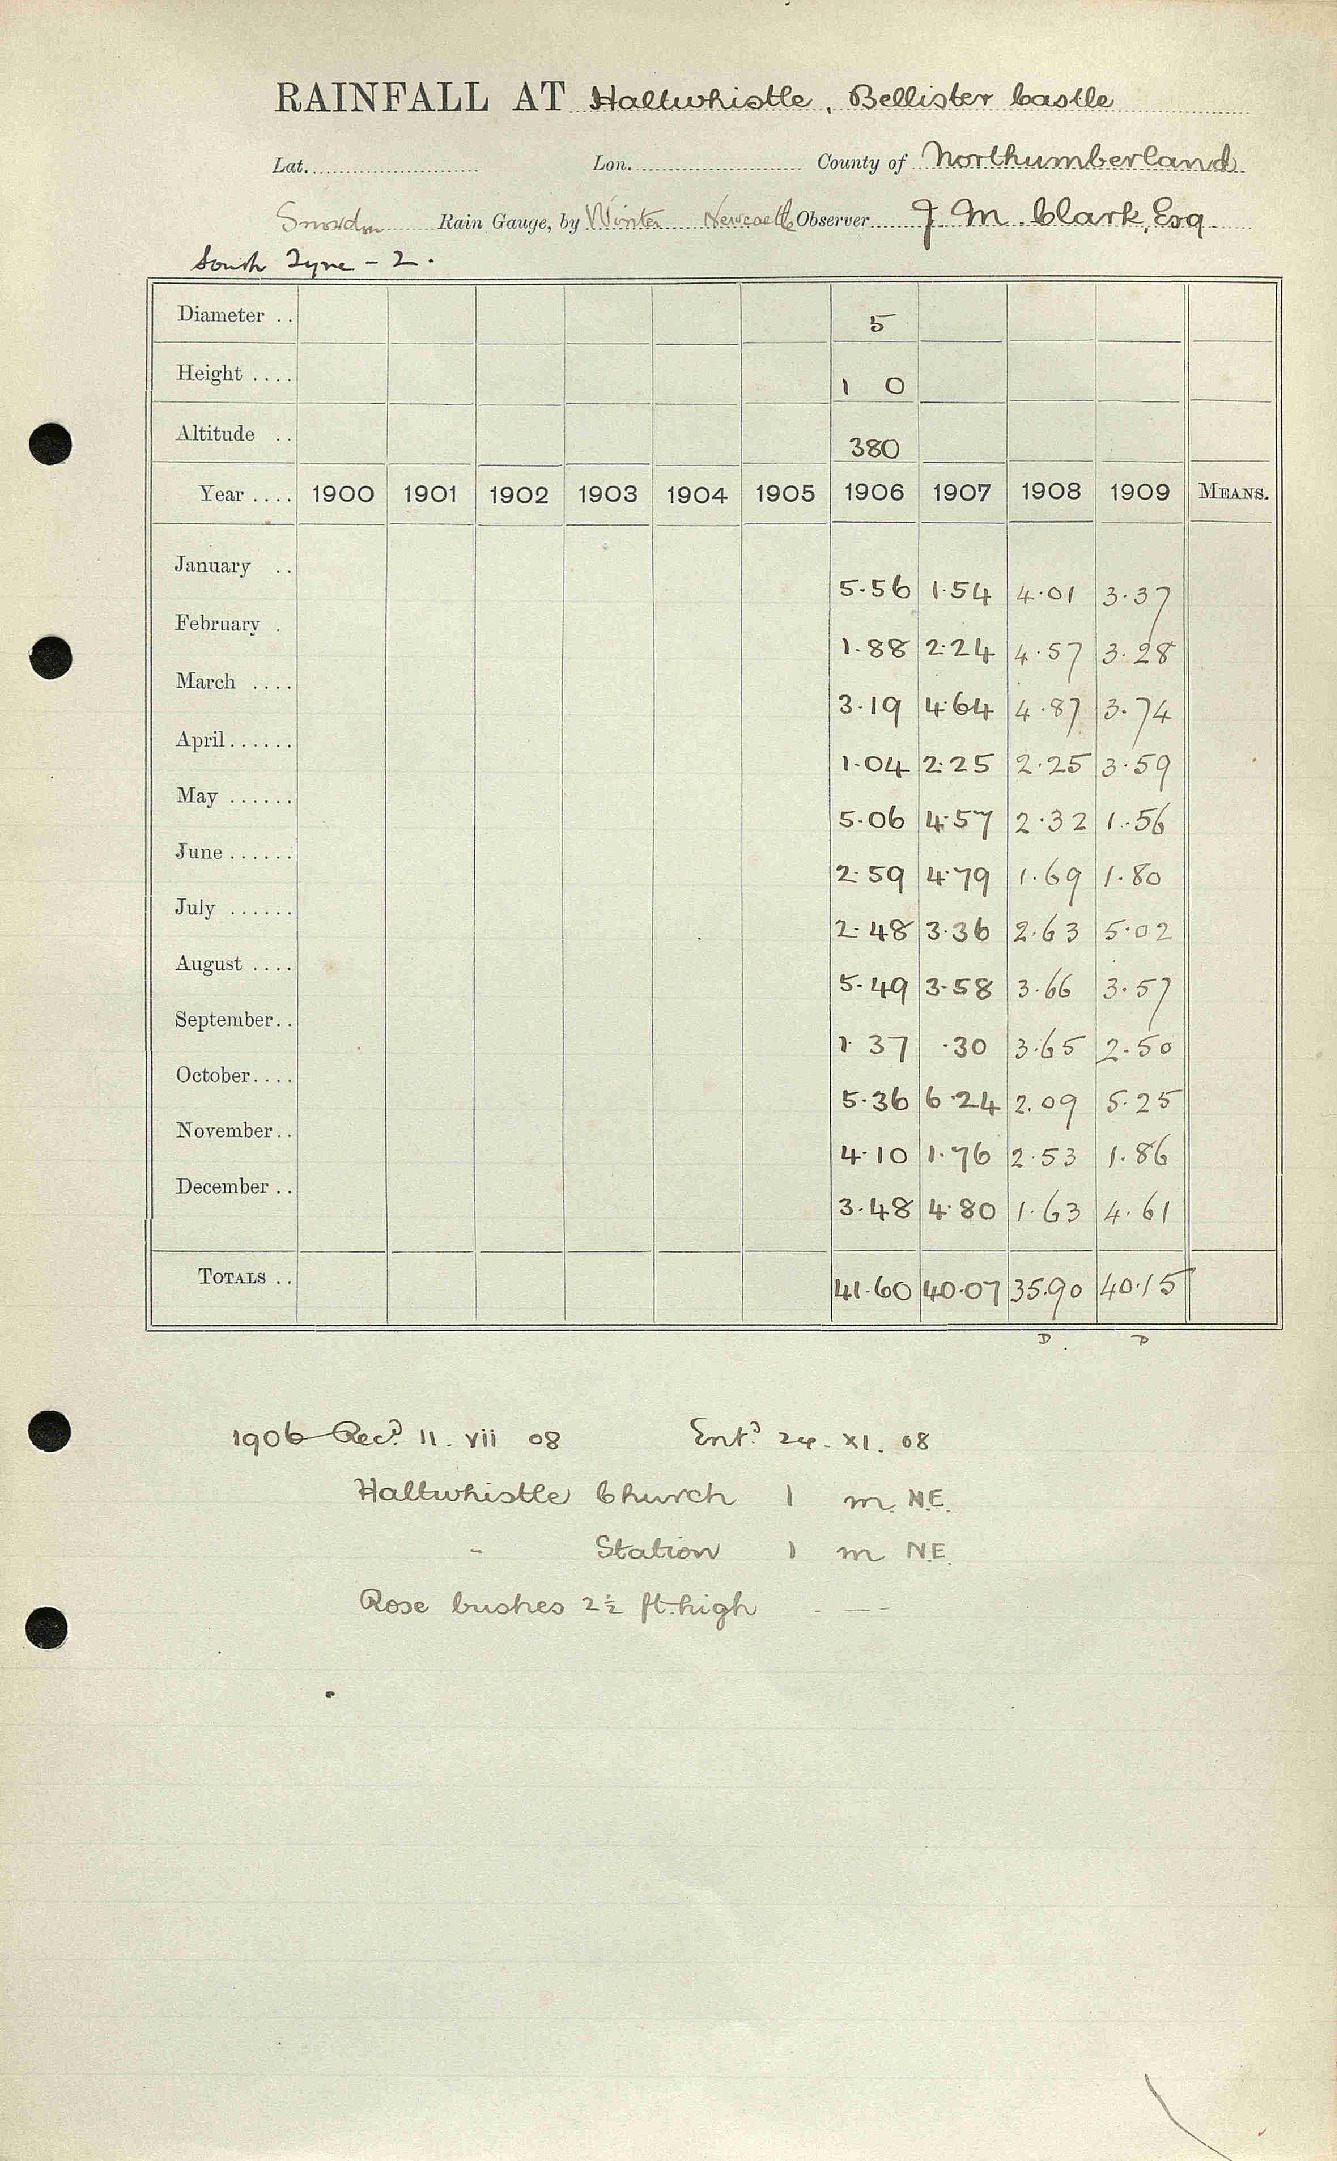 RAINFALL AT Haltwhistle, Bellister Castle
Lat. Lon. County of Northumberland
Snowdon Rain Gauge, by Winter Newcastle Observer J. M. Clark, Esq.
South Tyne - 2.
Diameter .. 5
Height .... 1 0
Altitude .. 380
Year .... 1900 1901 1902 1903 1904 1905 1906 1907 1908 1909 MEANS.
January .. 5.56 1.54 4.01 3.37
February . 1.88 2.24 4.57 3.28
March .... 3.19 4.64 4.87 3.74
April...... 1.04 2.25 2.25 3.59
May ...... 5.06 4.57 2.32 1.56
June ...... 2.59 4.79 1.69 1.80
July ...... 2.48 3.36 2.63 5.02
August .... 5.49 3.58 3.66 3.57
September.. 1.37 .30 3.65 2.50
October.... 5.36 6.24 2.09 5.25
November.. 4.10 1.76 2.53 1.86
December .. 3.48 4.80 1.63 4.61
TOTALS .. 41.60 40.07 35.90 40.15
D. D
1906 Recd. 11. vii 08 Entd. 24. XI. 08
Haltwhistle Church 1 m. N.E.
" Station 1 m N.E.
Rose bushes 2½ ft. high